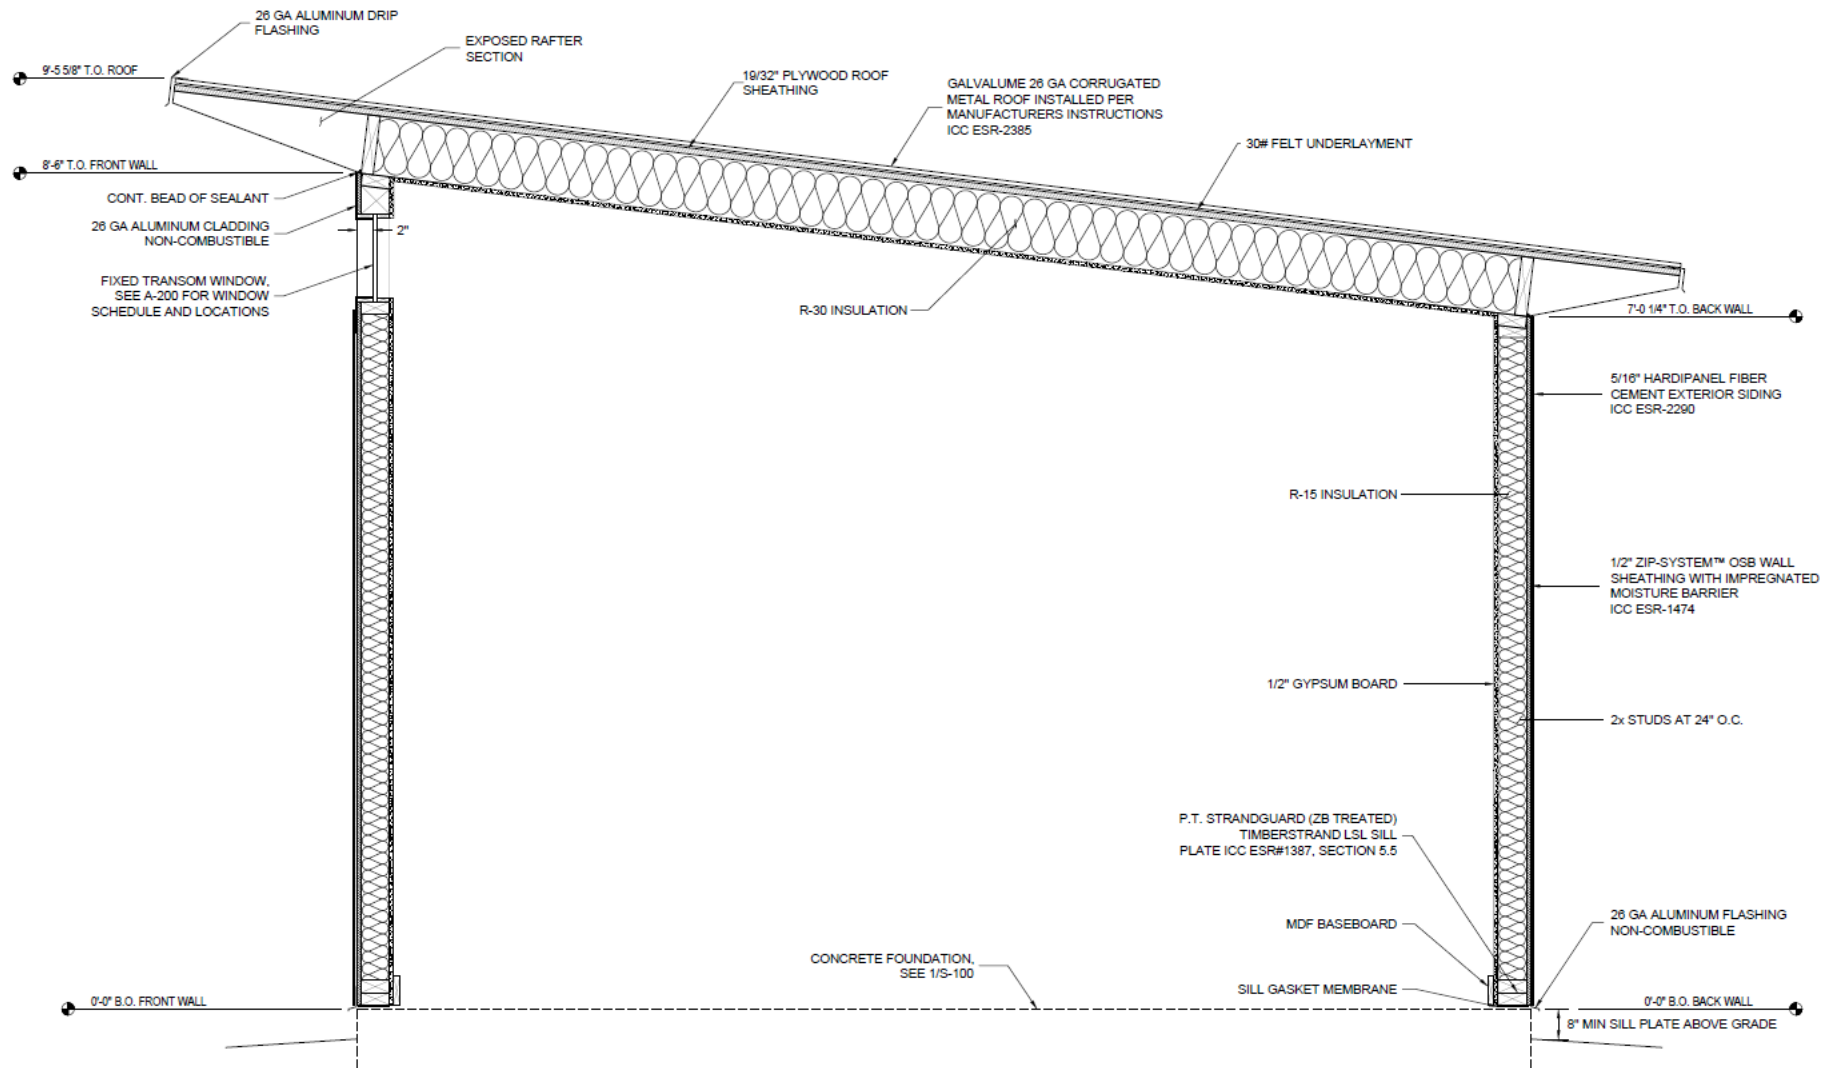 26 GA ALUMINUM DRIP
FLASHING
EXPOSED RAFTER
SECTION
9'-5 5/8" T.O. ROOF
19/32" PLYWOOD ROOF
SHEATHING
GALVALUME 26 GA CORRUGATED
METAL ROOF INSTALLED PER
MANUFACTURERS INSTRUCTIONS
ICC ESR-2385
30# FELT UNDERLAYMENT
8'-6" T.O. FRONT WALL
CONT. BEAD OF SEALANT
26 GA ALUMINUM CLADDING
NON-COMBUSTIBLE
2"
FIXED TRANSOM WINDOW,
SEE A-200 FOR WINDOW
SCHEDULE AND LOCATIONS
R-30 INSULATION
7'-0 1/4" T.O. BACK WALL
5/16" HARDIPANEL FIBER
CEMENT EXTERIOR SIDING
ICC ESR-2290
R-15 INSULATION
1/2" ZIP-SYSTEM™ OSB WALL
SHEATHING WITH IMPREGNATED
MOISTURE BARRIER
ICC ESR-1474
1/2" GYPSUM BOARD
2x STUDS AT 24" O.C.
P.T. STRANDGUARD (ZB TREATED)
TIMBERSTRAND LSL SILL
PLATE ICC ESR#1387, SECTION 5.5
MDF BASEBOARD
26 GA ALUMINUM FLASHING
NON-COMBUSTIBLE
CONCRETE FOUNDATION,
SEE 1/S-100
SILL GASKET MEMBRANE
0'-0" B.O. FRONT WALL
0'-0" B.O. BACK WALL
8" MIN SILL PLATE ABOVE GRADE